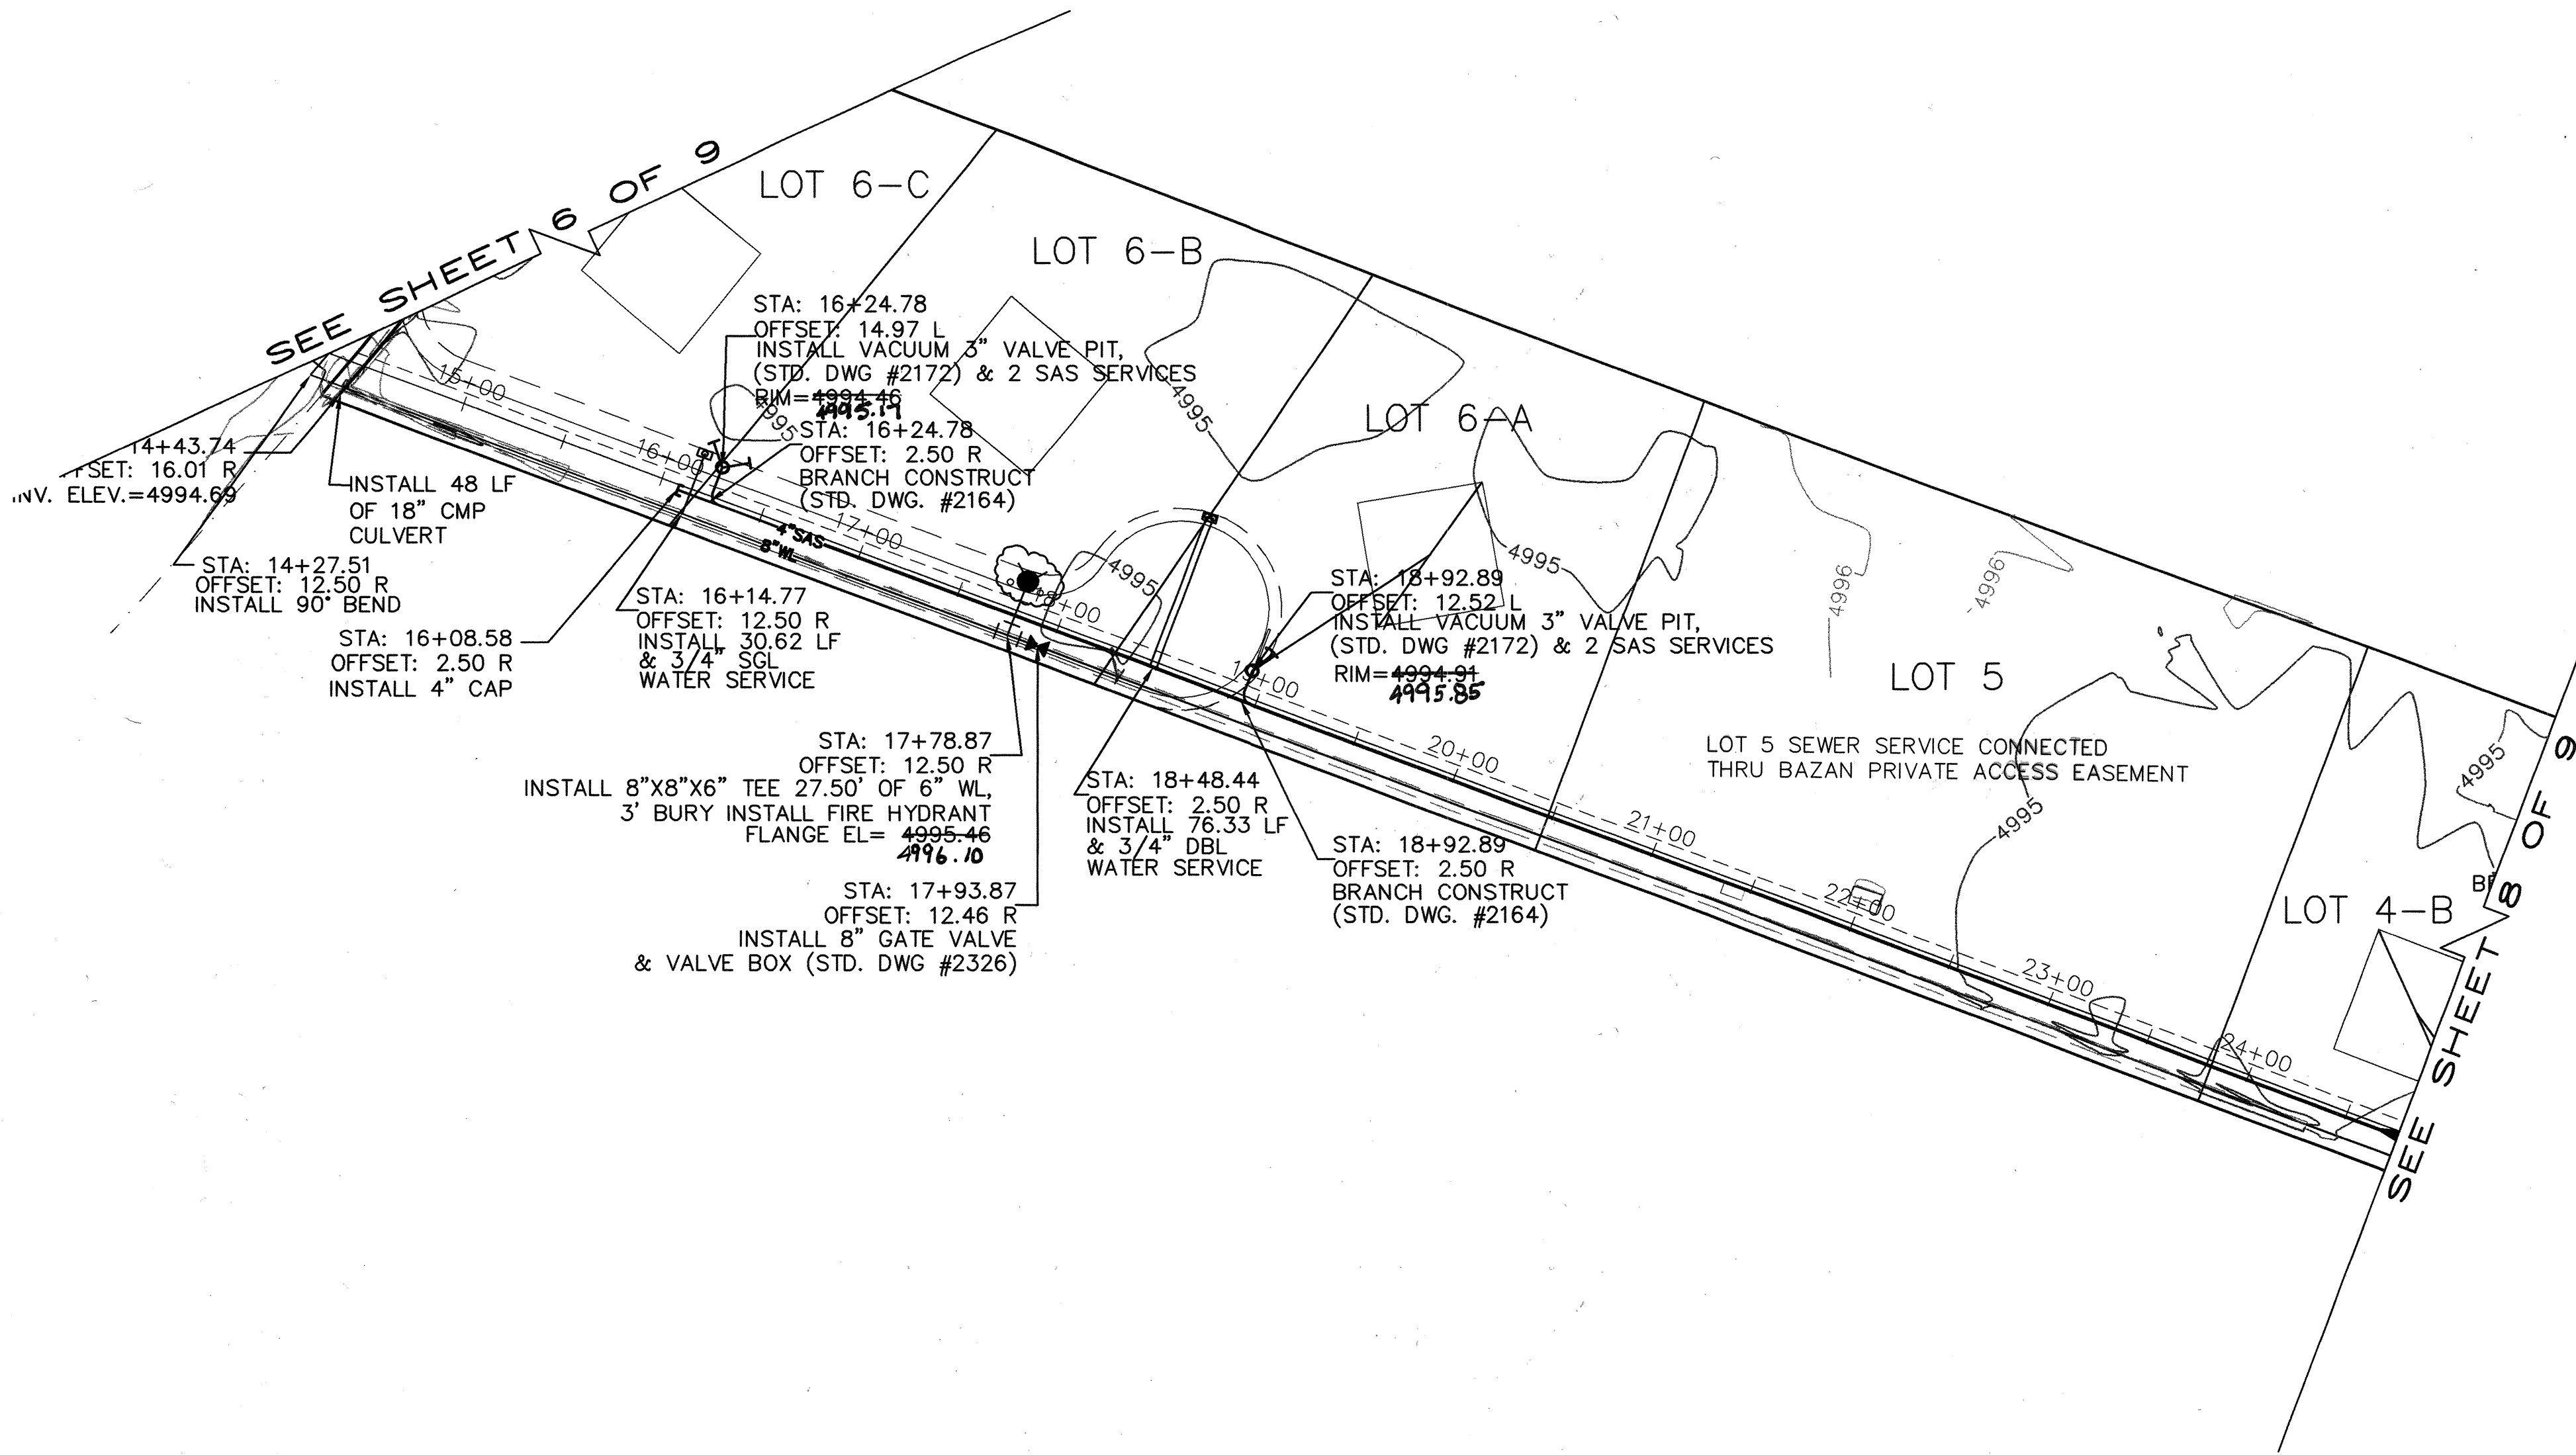 SEE SHEET 6 OF 9
LOT 6-C
LOT 6-B
LOT 6-A
LOT 5
LOT 4-B
STA: 16+24.78
OFFSET: 14.97 L
INSTALL VACUUM 3" VALVE PIT,
(STD. DWG #2172) & 2 SAS SERVICES
RIM=4994.46
4995.19
STA: 16+24.78
OFFSET: 2.50 R
BRANCH CONSTRUCT
(STD. DWG. #2164)
4995
4995
4995
4995
4996
4996
4995
4995
15+00
16+00
17+00
18+00
19+00
20+00
21+00
22+00
23+00
24+00
4"SAS
8"WL
14+43.74
FSET: 16.01 R
INV. ELEV.=4994.69
INSTALL 48 LF
OF 18" CMP
CULVERT
STA: 14+27.51
OFFSET: 12.50 R
INSTALL 90° BEND
STA: 16+08.58
OFFSET: 2.50 R
INSTALL 4" CAP
STA: 16+14.77
OFFSET: 12.50 R
INSTALL 30.62 LF
& 3/4" SGL
WATER SERVICE
STA: 17+78.87
OFFSET: 12.50 R
INSTALL 8"X8"X6" TEE 27.50' OF 6" WL,
3' BURY INSTALL FIRE HYDRANT
FLANGE EL= 4995.46
4996.10
STA: 17+93.87
OFFSET: 12.46 R
INSTALL 8" GATE VALVE
& VALVE BOX (STD. DWG #2326)
STA: 18+48.44
OFFSET: 2.50 R
INSTALL 76.33 LF
& 3/4" DBL
WATER SERVICE
STA: 18+92.89
OFFSET: 12.52 L
INSTALL VACUUM 3" VALVE PIT,
(STD. DWG #2172) & 2 SAS SERVICES
RIM=4994.91
4995.85
STA: 18+92.89
OFFSET: 2.50 R
BRANCH CONSTRUCT
(STD. DWG. #2164)
LOT 5 SEWER SERVICE CONNECTED
THRU BAZAN PRIVATE ACCESS EASEMENT
SEE SHEET 8 OF 9